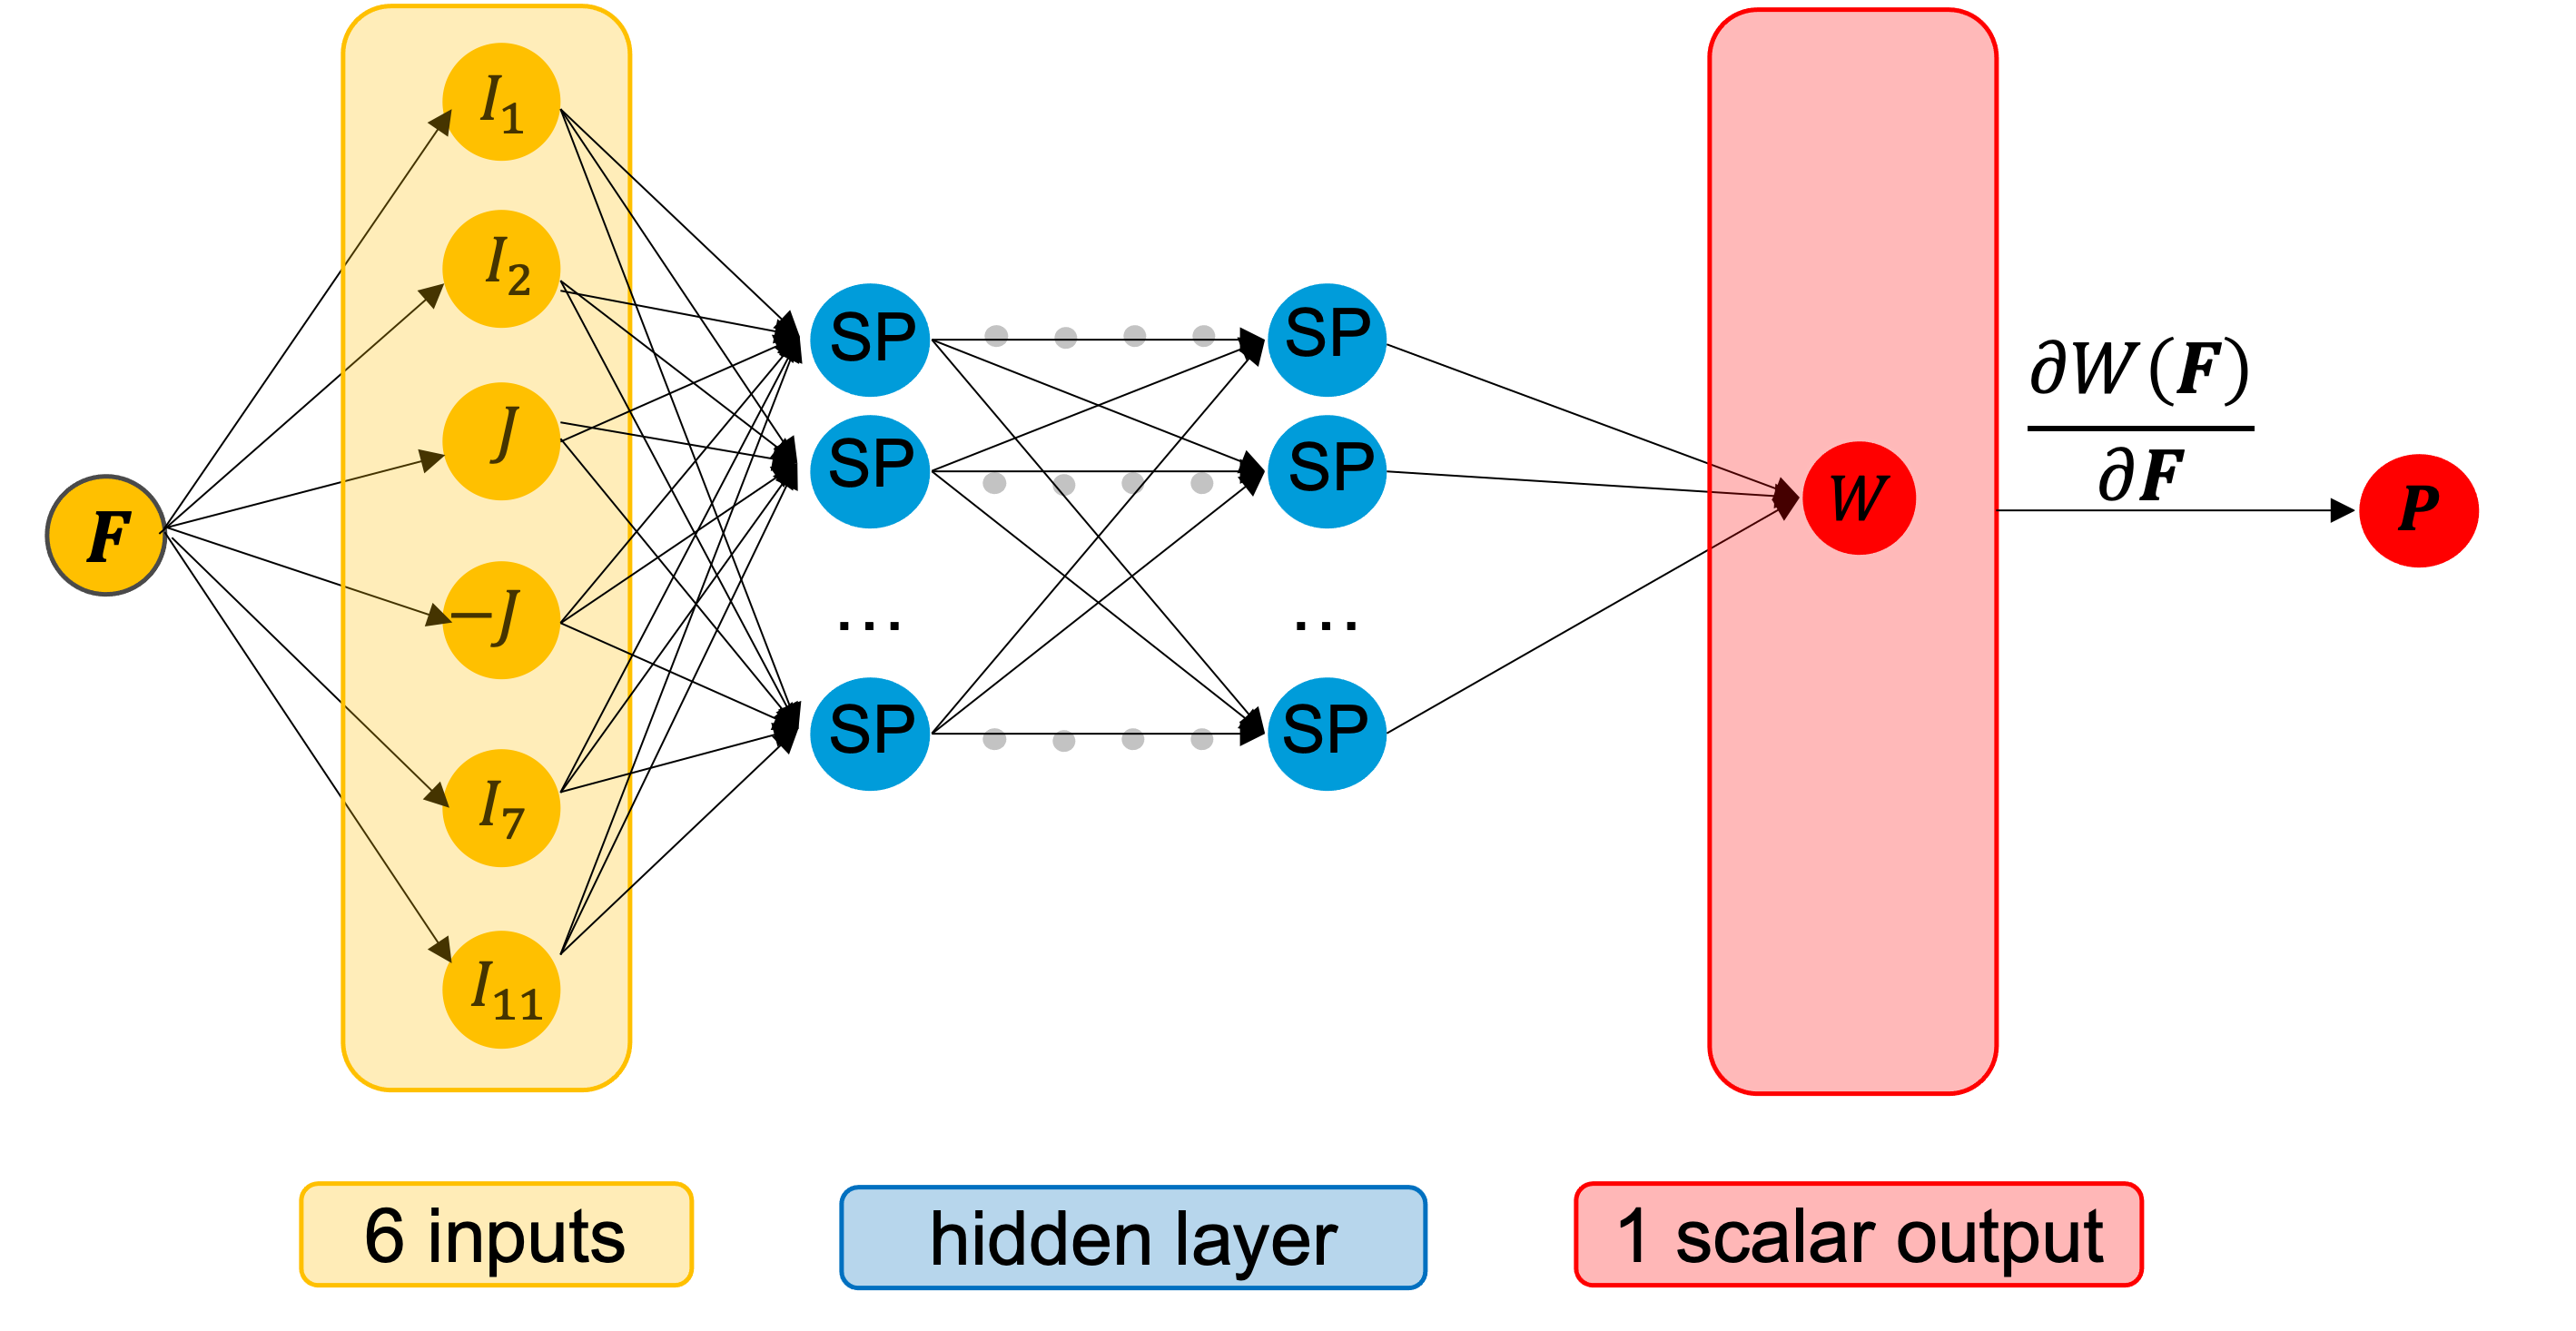 F
I₁
I₂
J
−J
I₇
I₁₁
SP
SP
...
SP
SP
SP
...
SP
W
∂W(F)
∂F
P
6 inputs
hidden layer
1 scalar output